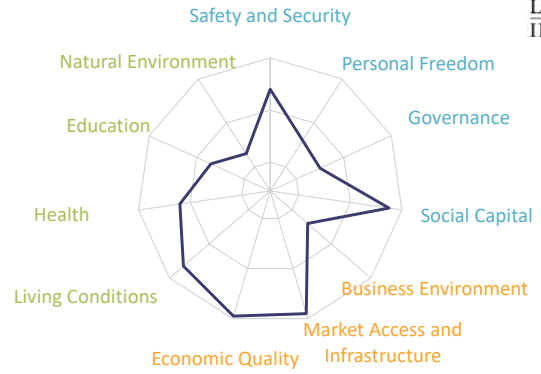 Safety and Security
Personal Freedom
Governance
Social Capital
Business Environment
Market Access and
Infrastructure
Economic Quality
Living Conditions
Health
Education
Natural Environment